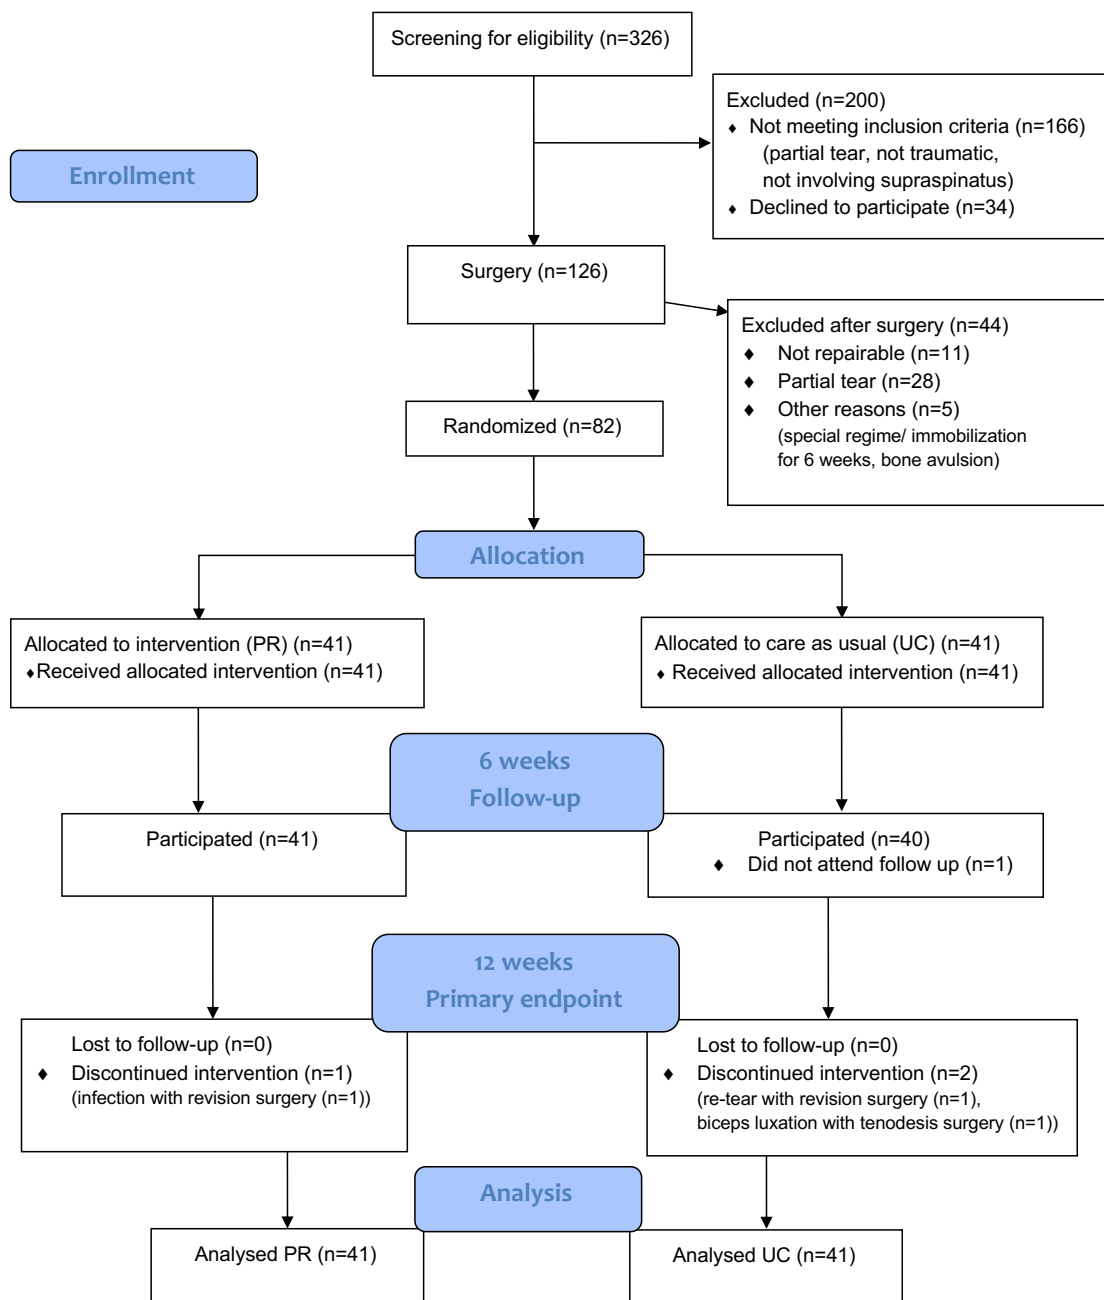 Screening for eligibility (n=326)
Excluded (n=200)
♦ Not meeting inclusion criteria (n=166)
(partial tear, not traumatic,
not involving supraspinatus)
♦ Declined to participate (n=34)
Enrollment
Surgery (n=126)
Excluded after surgery (n=44)
♦ Not repairable (n=11)
♦ Partial tear (n=28)
♦ Other reasons (n=5)
(special regime/ immobilization
for 6 weeks, bone avulsion)
Randomized (n=82)
Allocation
Allocated to intervention (PR) (n=41)
♦Received allocated intervention (n=41)
Allocated to care as usual (UC) (n=41)
♦ Received allocated intervention (n=41)
6 weeks
Follow-up
Participated (n=41)
Participated (n=40)
♦ Did not attend follow up (n=1)
12 weeks
Primary endpoint
Lost to follow-up (n=0)
♦ Discontinued intervention (n=1)
(infection with revision surgery (n=1))
Lost to follow-up (n=0)
♦ Discontinued intervention (n=2)
(re-tear with revision surgery (n=1),
biceps luxation with tenodesis surgery (n=1))
Analysis
Analysed PR (n=41)
Analysed UC (n=41)